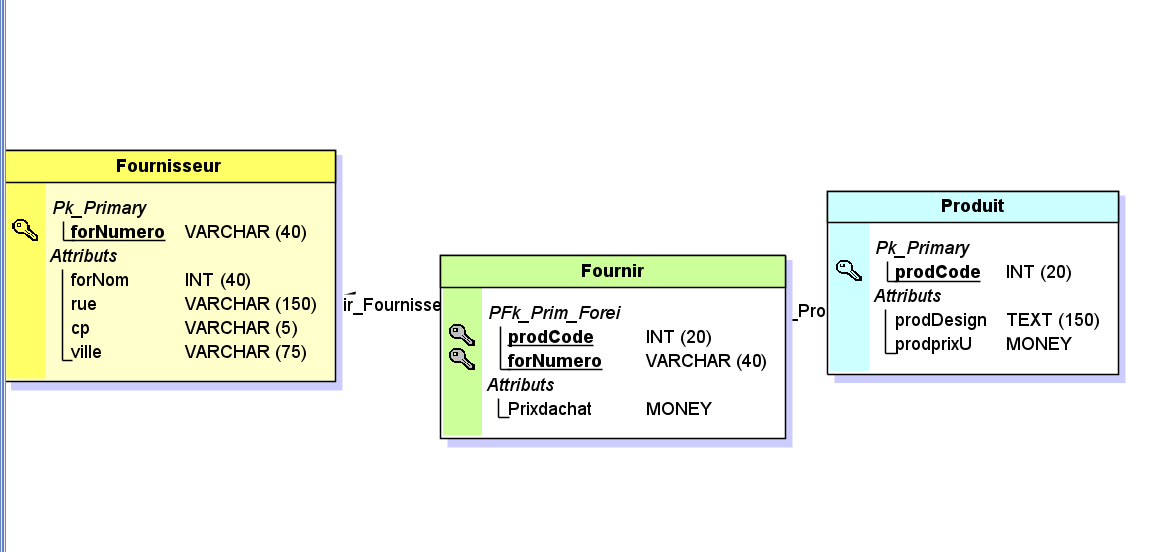 Fournisseur
Pk_Primary
forNumero VARCHAR (40)
Attributs
forNom INT (40)
rue VARCHAR (150)
cp VARCHAR (5)
ville VARCHAR (75)
ir_Fournisse
Fournir
PFk_Prim_Forei
prodCode INT (20)
forNumero VARCHAR (40)
Attributs
Prixdachat MONEY
_Pro
Produit
Pk_Primary
prodCode INT (20)
Attributs
prodDesign TEXT (150)
prodprixU MONEY